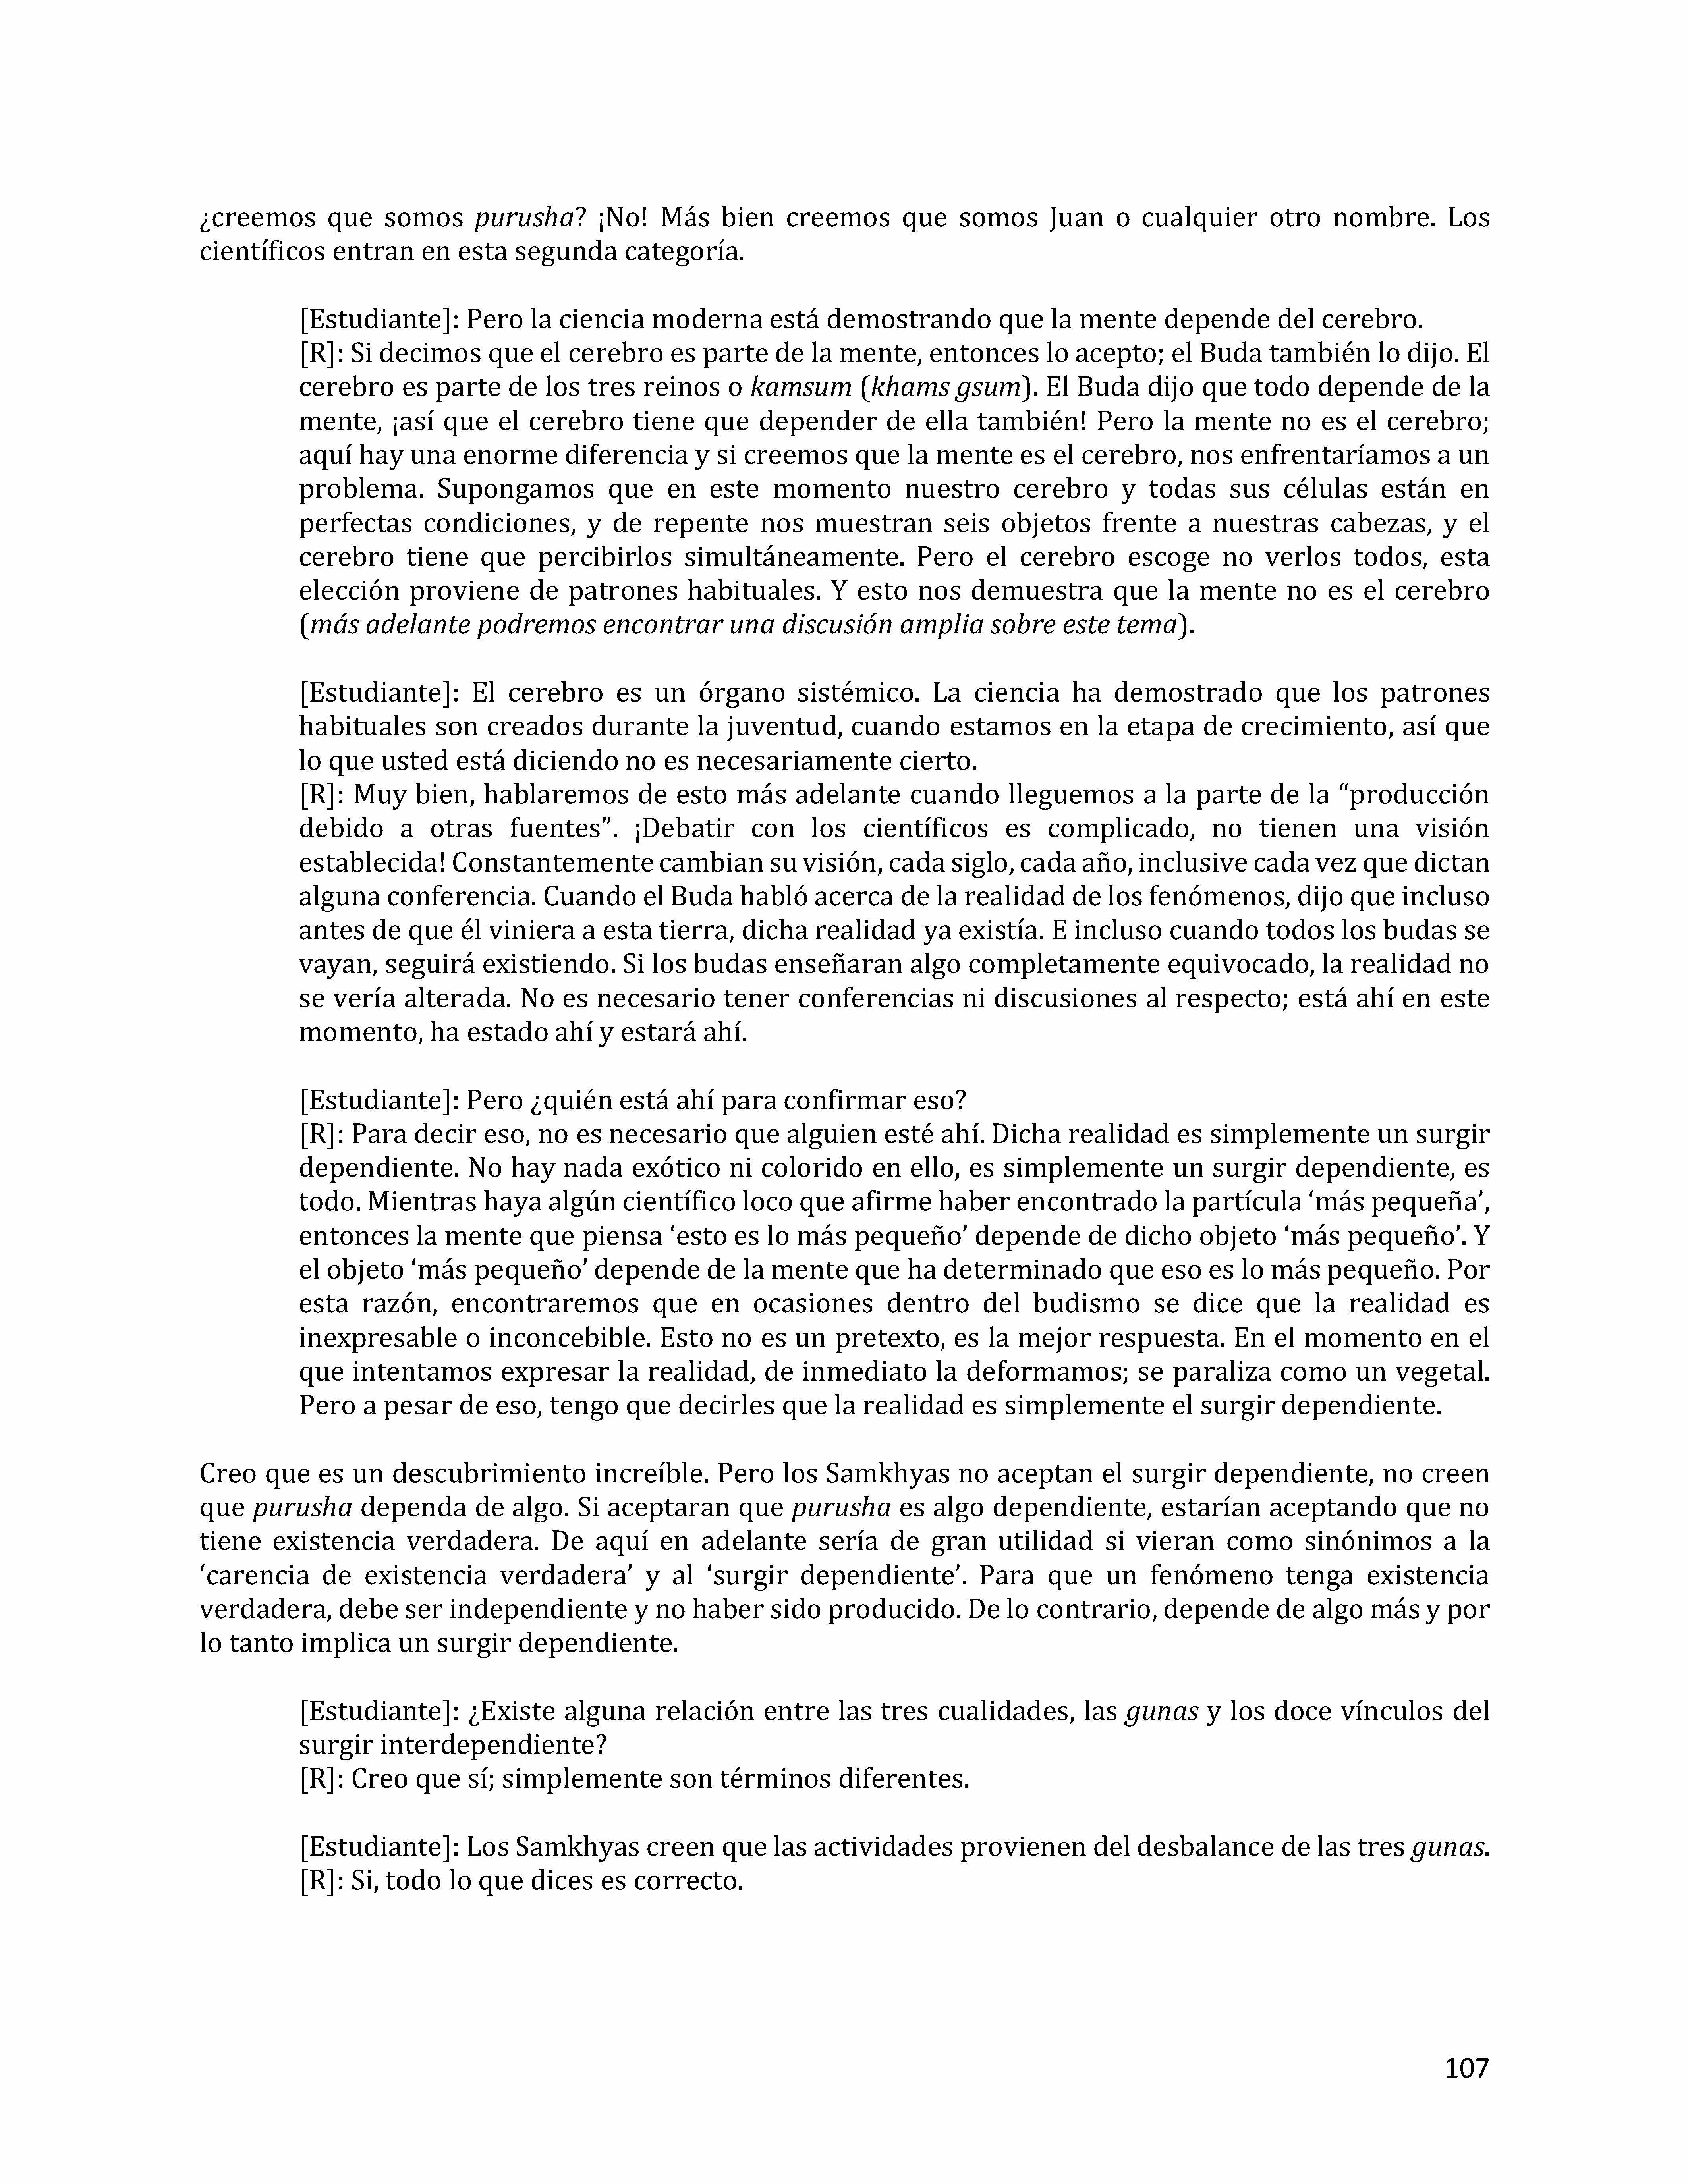 ¿creemos que somos purusha? ¡No! Más bien creemos que somos Juan o cualquier otro nombre. Los
científicos entran en esta segunda categoría.
[Estudiante]: Pero la ciencia moderna está demostrando que la mente depende del cerebro.
[R]: Si decimos que el cerebro es parte de la mente, entonces lo acepto; el Buda también lo dijo. El
cerebro es parte de los tres reinos o kamsum (khams gsum). El Buda dijo que todo depende de la
mente, ¡así que el cerebro tiene que depender de ella también! Pero la mente no es el cerebro;
aquí hay una enorme diferencia y si creemos que la mente es el cerebro, nos enfrentaríamos a un
problema. Supongamos que en este momento nuestro cerebro y todas sus células están en
perfectas condiciones, y de repente nos muestran seis objetos frente a nuestras cabezas, y el
cerebro tiene que percibirlos simultáneamente. Pero el cerebro escoge no verlos todos, esta
elección proviene de patrones habituales. Y esto nos demuestra que la mente no es el cerebro
(más adelante podremos encontrar una discusión amplia sobre este tema).
[Estudiante]: El cerebro es un órgano sistémico. La ciencia ha demostrado que los patrones
habituales son creados durante la juventud, cuando estamos en la etapa de crecimiento, así que
lo que usted está diciendo no es necesariamente cierto.
[R]: Muy bien, hablaremos de esto más adelante cuando lleguemos a la parte de la “producción
debido a otras fuentes”. ¡Debatir con los científicos es complicado, no tienen una visión
establecida! Constantemente cambian su visión, cada siglo, cada año, inclusive cada vez que dictan
alguna conferencia. Cuando el Buda habló acerca de la realidad de los fenómenos, dijo que incluso
antes de que él viniera a esta tierra, dicha realidad ya existía. E incluso cuando todos los budas se
vayan, seguirá existiendo. Si los budas enseñaran algo completamente equivocado, la realidad no
se vería alterada. No es necesario tener conferencias ni discusiones al respecto; está ahí en este
momento, ha estado ahí y estará ahí.
[Estudiante]: Pero ¿quién está ahí para confirmar eso?
[R]: Para decir eso, no es necesario que alguien esté ahí. Dicha realidad es simplemente un surgir
dependiente. No hay nada exótico ni colorido en ello, es simplemente un surgir dependiente, es
todo. Mientras haya algún científico loco que afirme haber encontrado la partícula ‘más pequeña’,
entonces la mente que piensa ‘esto es lo más pequeño’ depende de dicho objeto ‘más pequeño’. Y
el objeto ‘más pequeño’ depende de la mente que ha determinado que eso es lo más pequeño. Por
esta razón, encontraremos que en ocasiones dentro del budismo se dice que la realidad es
inexpresable o inconcebible. Esto no es un pretexto, es la mejor respuesta. En el momento en el
que intentamos expresar la realidad, de inmediato la deformamos; se paraliza como un vegetal.
Pero a pesar de eso, tengo que decirles que la realidad es simplemente el surgir dependiente.
Creo que es un descubrimiento increíble. Pero los Samkhyas no aceptan el surgir dependiente, no creen
que purusha dependa de algo. Si aceptaran que purusha es algo dependiente, estarían aceptando que no
tiene existencia verdadera. De aquí en adelante sería de gran utilidad si vieran como sinónimos a la
‘carencia de existencia verdadera’ y al ‘surgir dependiente’. Para que un fenómeno tenga existencia
verdadera, debe ser independiente y no haber sido producido. De lo contrario, depende de algo más y por
lo tanto implica un surgir dependiente.
[Estudiante]: ¿Existe alguna relación entre las tres cualidades, las gunas y los doce vínculos del
surgir interdependiente?
[R]: Creo que sí; simplemente son términos diferentes.
[Estudiante]: Los Samkhyas creen que las actividades provienen del desbalance de las tres gunas.
[R]: Si, todo lo que dices es correcto.
107